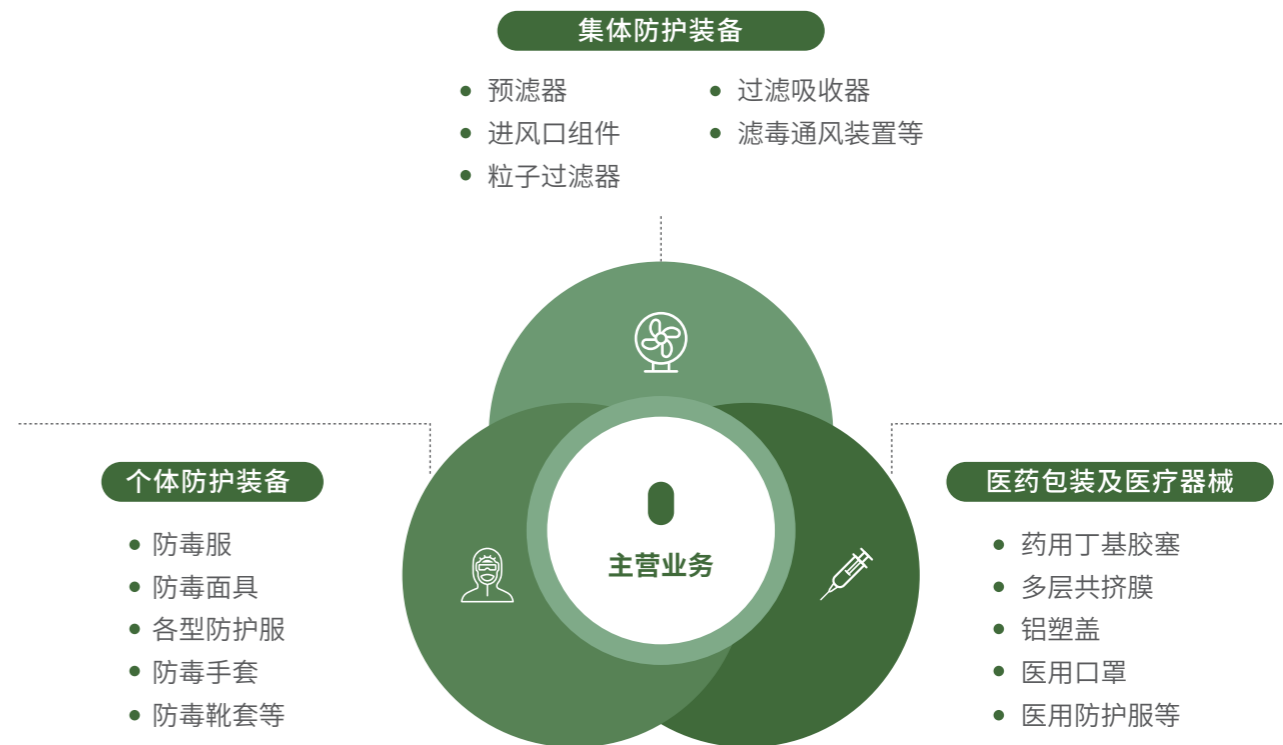 集体防护装备
预滤器
进风口组件
粒子过滤器
过滤吸收器
滤毒通风装置等
个体防护装备
防毒服
防毒面具
各型防护服
防毒手套
防毒靴套等
主营业务
医药包装及医疗器械
药用丁基胶塞
多层共挤膜
铝塑盖
医用口罩
医用防护服等